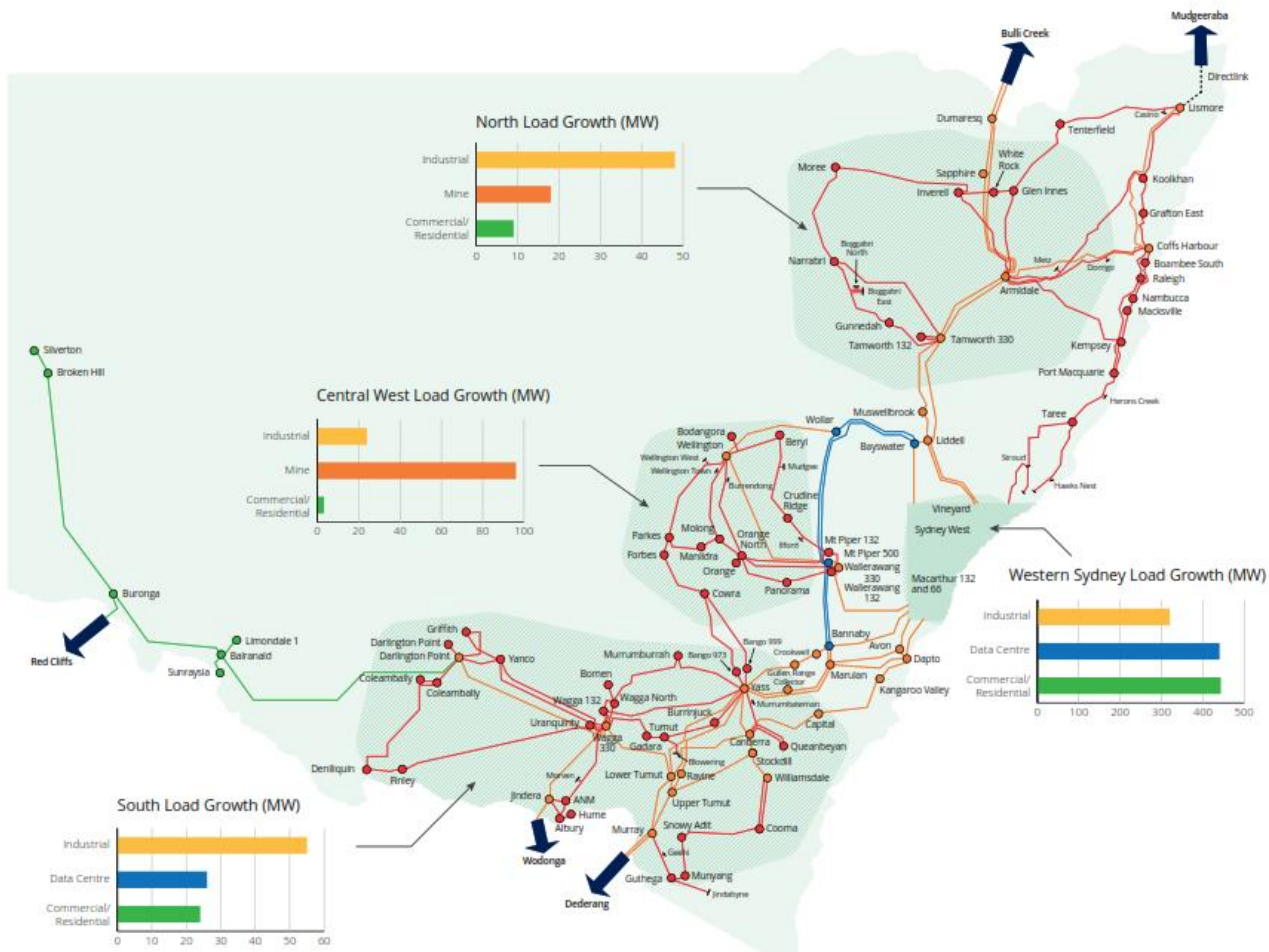 Mudgeeraba
Bulli Creek
Directlink
Lismore
Casino
Dumaresq
Tenterfield
North Load Growth (MW)
Industrial
Mine
Commercial/
Residential
0 10 20 30 40 50
Moree
Sapphire
White
Rock
Inverell
Glen Innes
Koolkhan
Grafton East
Coffs Harbour
Boambee South
Raleigh
Nambucca
Macksville
Narrabri
Boggabri
North
Boggabri
East
Metz
Dorrigo
Armidale
Gunnedah
Tamworth 132
Tamworth 330
Kempsey
Port Macquarie
Herons Creek
Taree
Stroud
Hawks Nest
Silverton
Broken Hill
Central West Load Growth (MW)
Industrial
Mine
Commercial/
Residential
0 20 40 60 80 100
Muswellbrook
Liddell
Wollar
Bayswater
Bodangora
Wellington
Wellington West
Wellington Town
Beryl
Mudgee
Burrendong
Crudine
Ridge
Ilford
Parkes
Forbes
Molong
Manildra
Orange
North
Orange
Mt Piper 132
Mt Piper 500
Wallerawang
330
Wallerawang
132
Panorama
Cowra
Vineyard
Sydney West
Macarthur 132
and 66
Western Sydney Load Growth (MW)
Industrial
Data Centre
Commercial/
Residential
0 100 200 300 400 500
Buronga
Red Cliffs
Limondale 1
Balranald
Sunraysia
Griffith
Darlington Point
Darlington Point
Yanco
Coleambally
Coleambally
Deniliquin
Finley
Murrumburrah
Bango 973
Bango 999
Bomen
Wagga 132
Wagga North
Uranquinty
Wagga
330
Burrinjuck
Tumut
Gadara
Blowering
Yass
Murrumbateman
Crookwell
Gullen Range
Collector
Bannaby
Marulan
Avon
Dapto
Kangaroo Valley
Capital
Canberra
Queanbeyan
Stockdill
Williamsdale
Lower Tumut
Ravine
Upper Tumut
Morven
Jindera
ANM
Hume
Albury
Wodonga
Murray
Snowy Adit
Cooma
Geehi
Guthega
Munyang
Jindabyne
Dederang
South Load Growth (MW)
Industrial
Data Centre
Commercial/
Residential
0 10 20 30 40 50 60